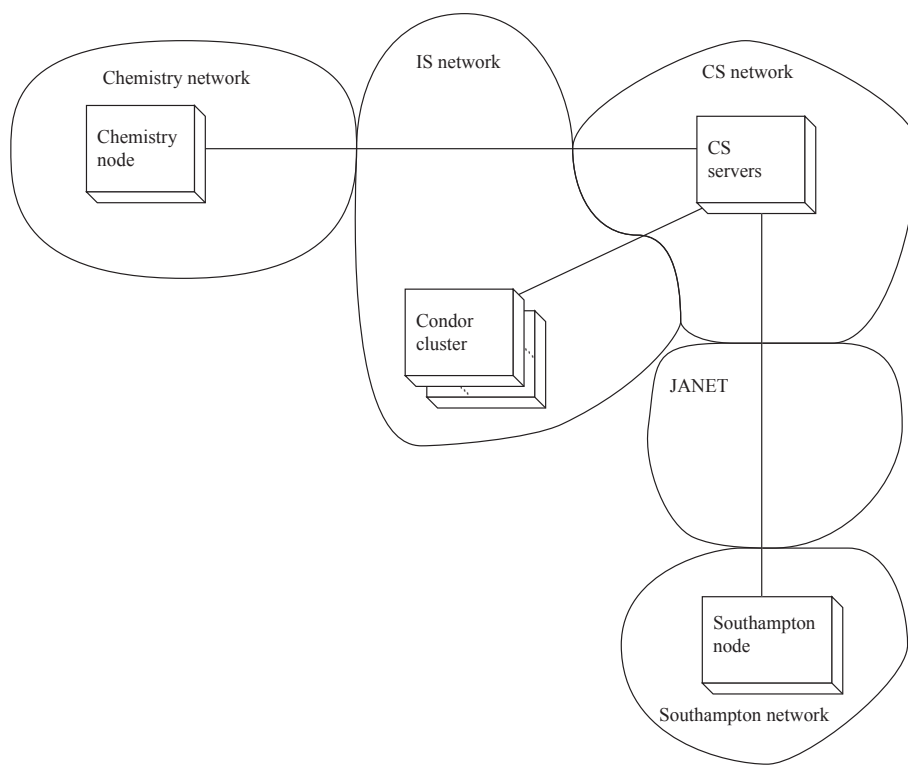 IS network
Chemistry network
CS network
Chemistry
node
CS
servers
Condor
cluster
JANET
Southampton
node
Southampton network